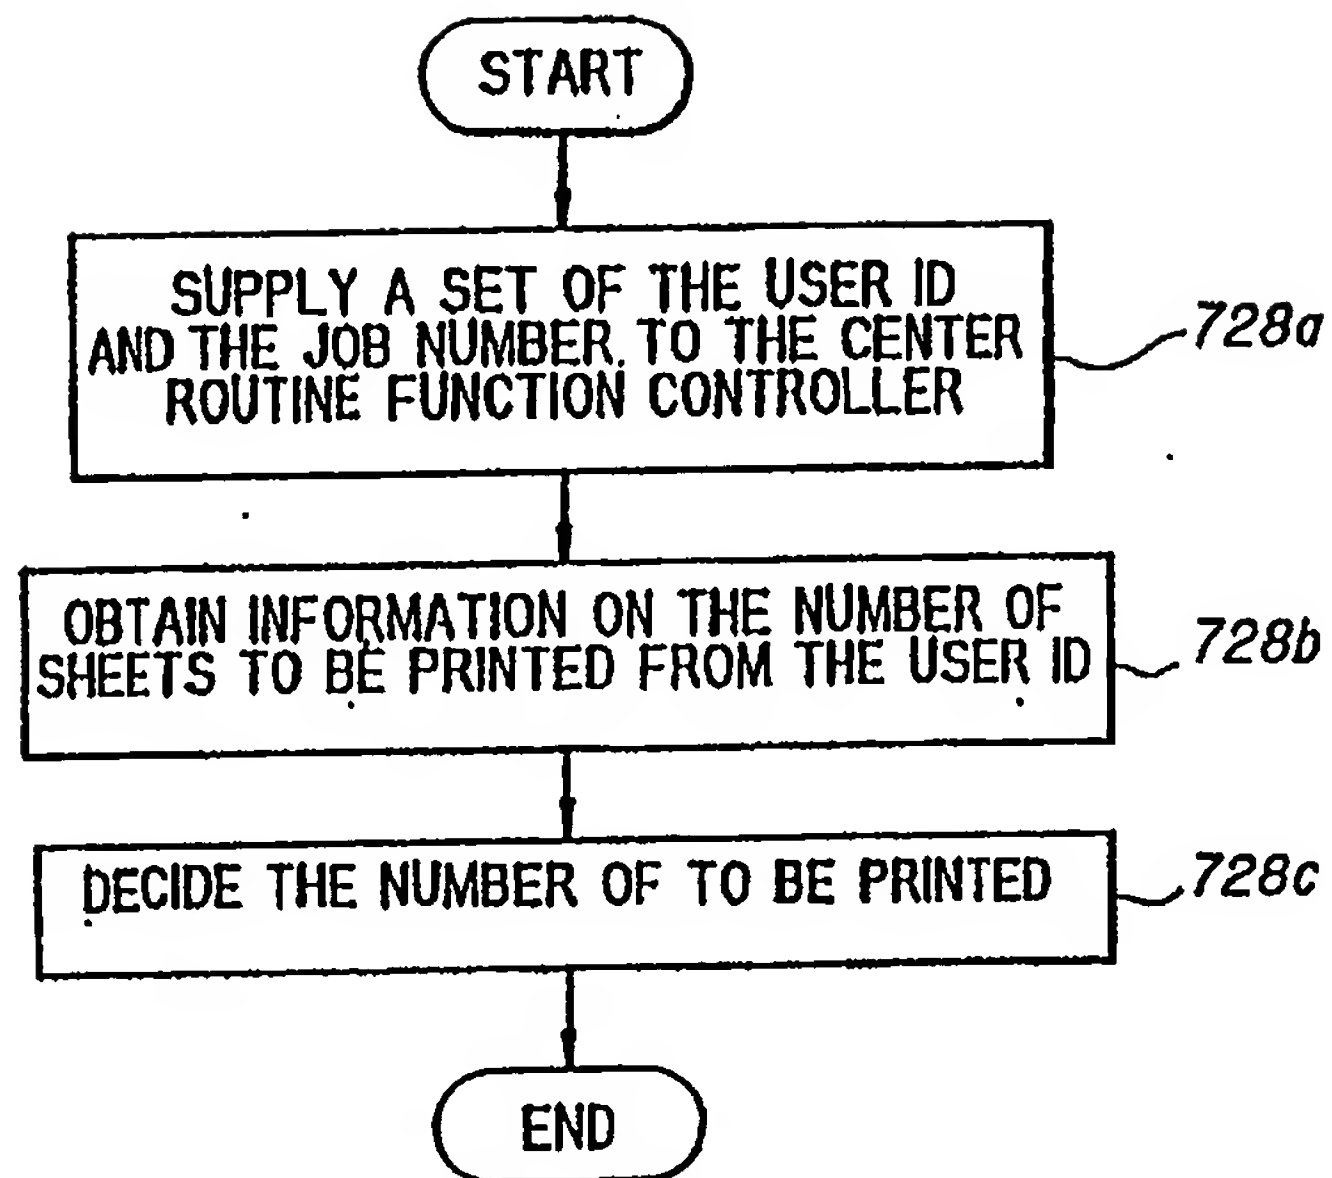 START
SUPPLY A SET OF THE USER ID
AND THE JOB NUMBER. TO THE CENTER
ROUTINE FUNCTION CONTROLLER
728a
OBTAIN INFORMATION ON THE NUMBER OF
SHEETS TO BE PRINTED FROM THE USER ID
728b
DECIDE THE NUMBER OF TO BE PRINTED
728c
END